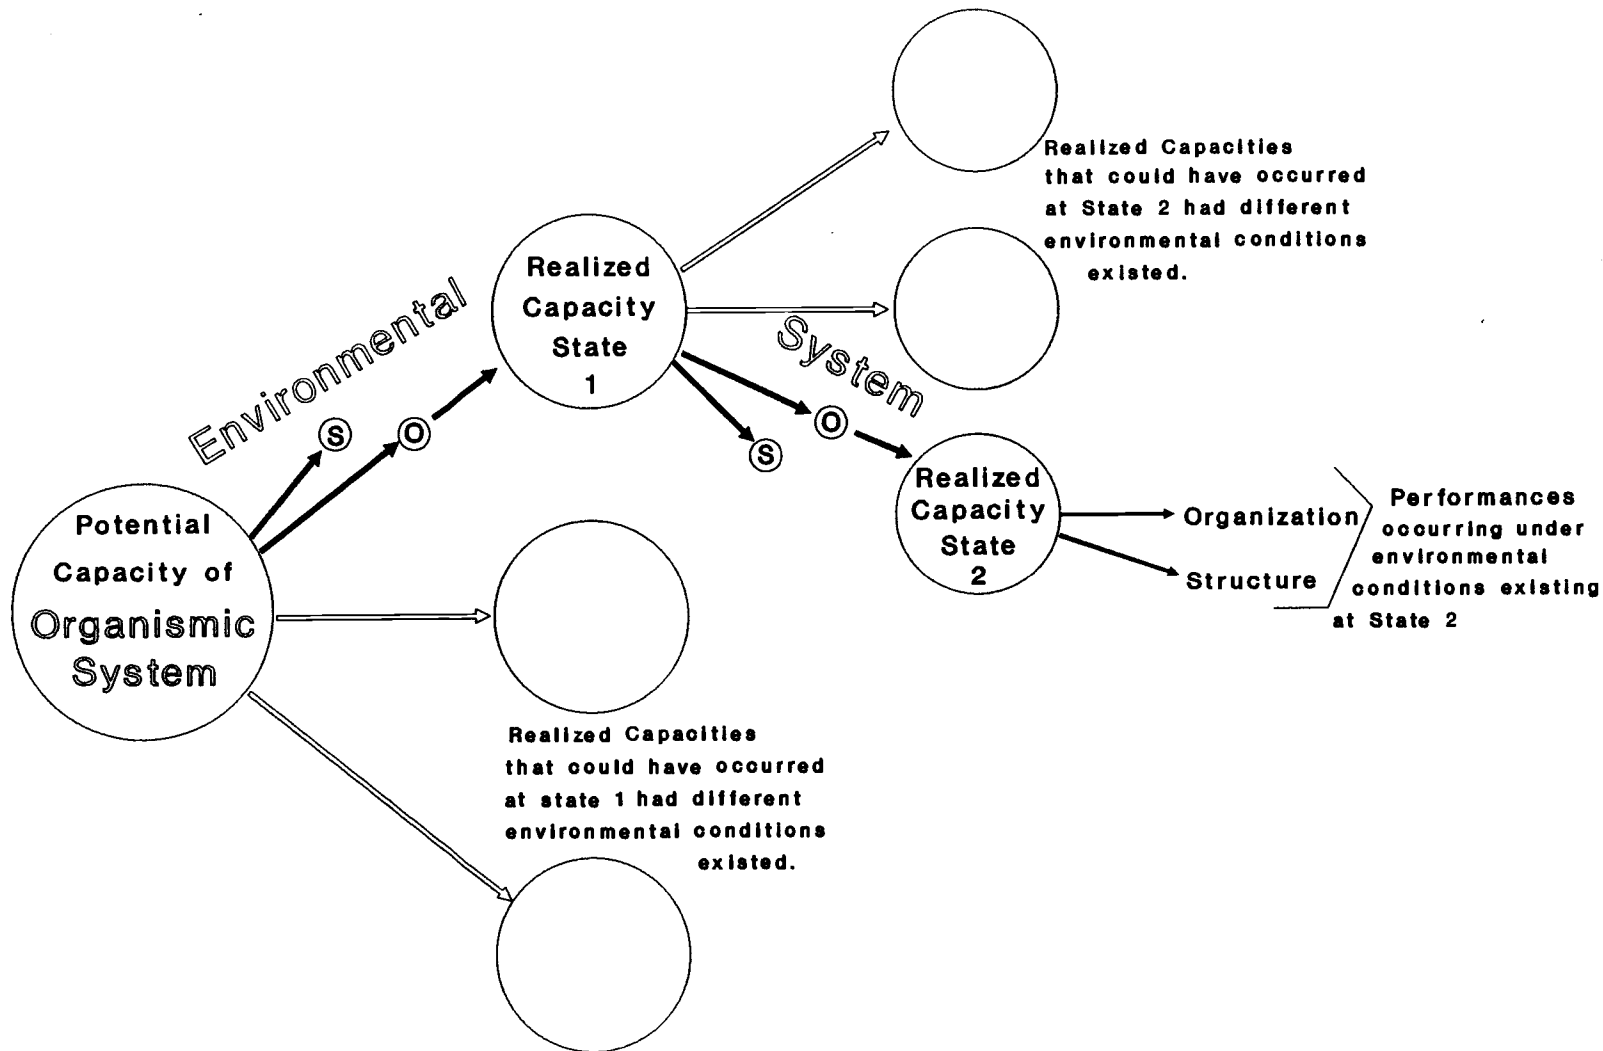 Realized Capacities
that could have occurred
at State 2 had different
environmental conditions
existed.
Environmental
System
Realized
Capacity
State
1
S
O
O
S
Potential
Capacity of
Organismic
System
Realized
Capacity
State
2
Organization
Structure
Performances
occurring under
environmental
conditions existing
at State 2
Realized Capacities
that could have occurred
at state 1 had different
environmental conditions
existed.